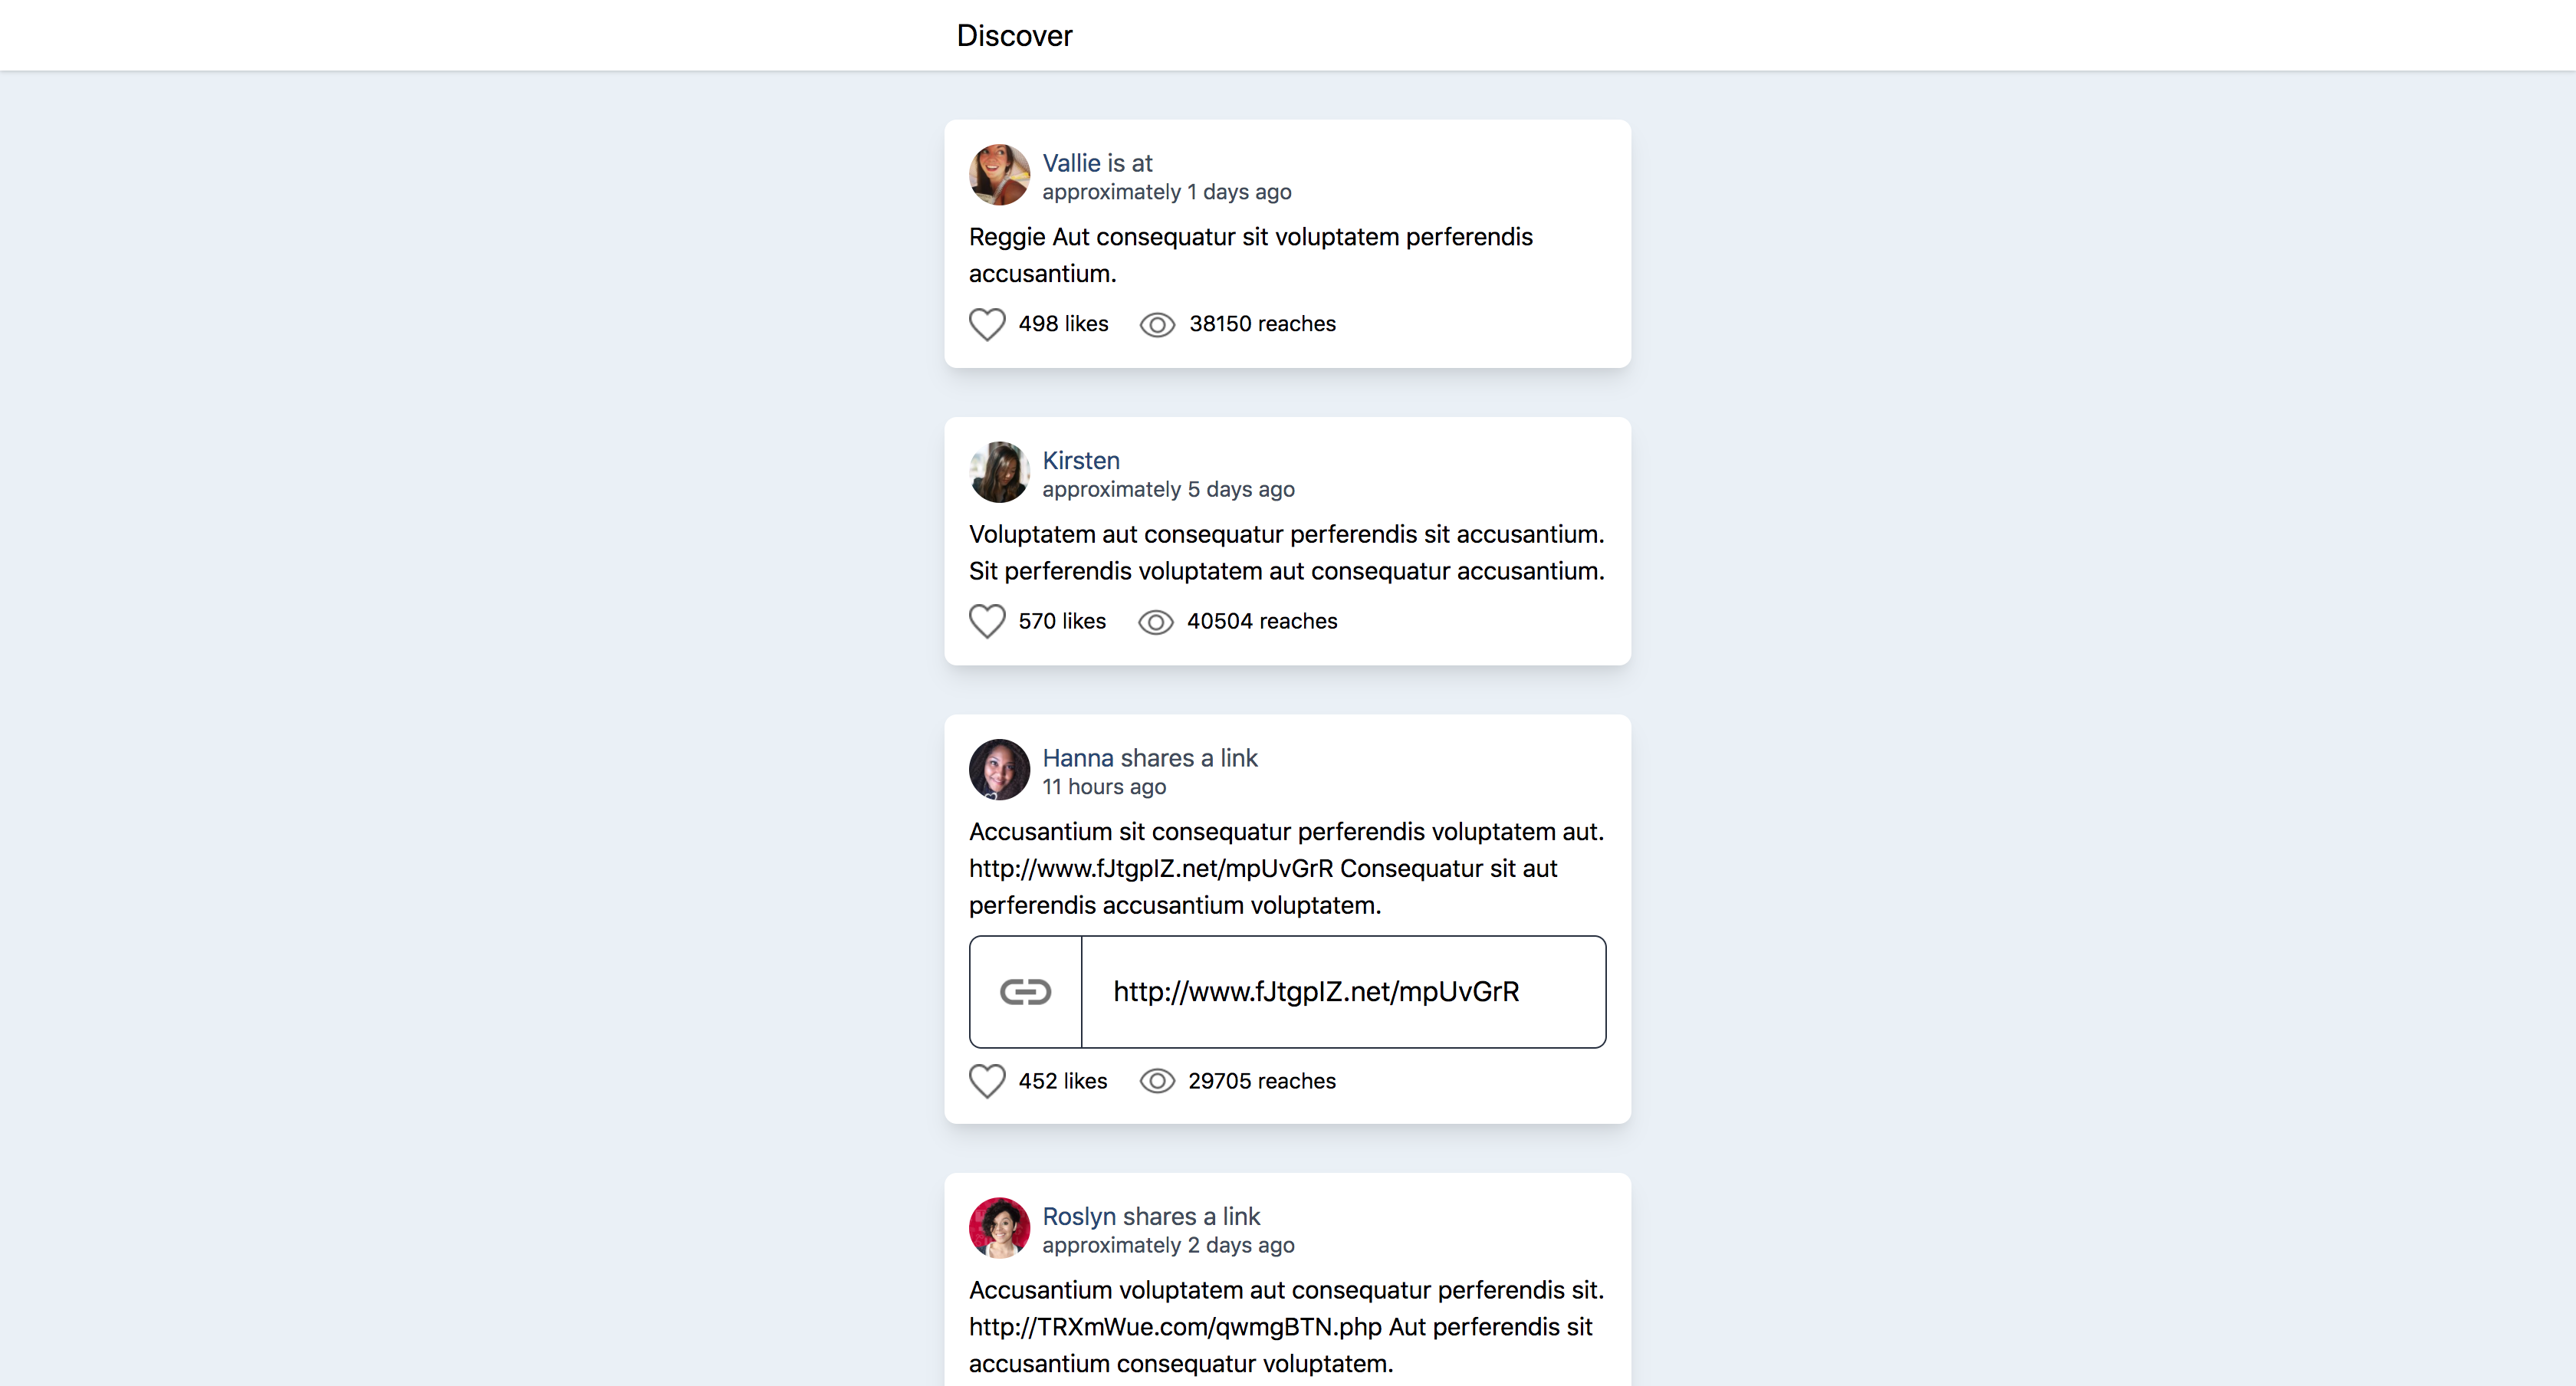 Discover
Vallie is at
approximately 1 days ago
Reggie Aut consequatur sit voluptatem perferendis
accusantium.
498 likes 38150 reaches
Kirsten
approximately 5 days ago
Voluptatem aut consequatur perferendis sit accusantium.
Sit perferendis voluptatem aut consequatur accusantium.
570 likes 40504 reaches
Hanna shares a link
11 hours ago
Accusantium sit consequatur perferendis voluptatem aut.
http://www.fJtgpIZ.net/mpUvGrR Consequatur sit aut
perferendis accusantium voluptatem.
http://www.fJtgpIZ.net/mpUvGrR
452 likes 29705 reaches
Roslyn shares a link
approximately 2 days ago
Accusantium voluptatem aut consequatur perferendis sit.
http://TRXmWue.com/qwmgBTN.php Aut perferendis sit
accusantium consequatur voluptatem.